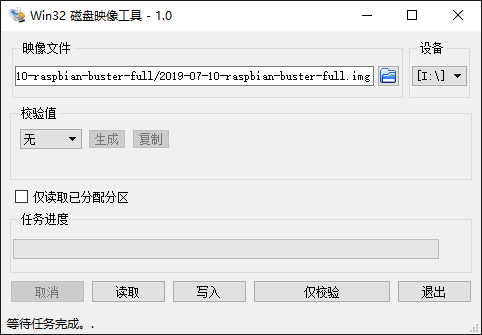 Win32 磁盘映像工具 - 1.0
映像文件
设备
10-raspbian-buster-full/2019-07-10-raspbian-buster-full.img
[I:\]
校验值
无
生成
复制
仅读取已分配分区
任务进度
取消
读取
写入
仅校验
退出
等待任务完成。.